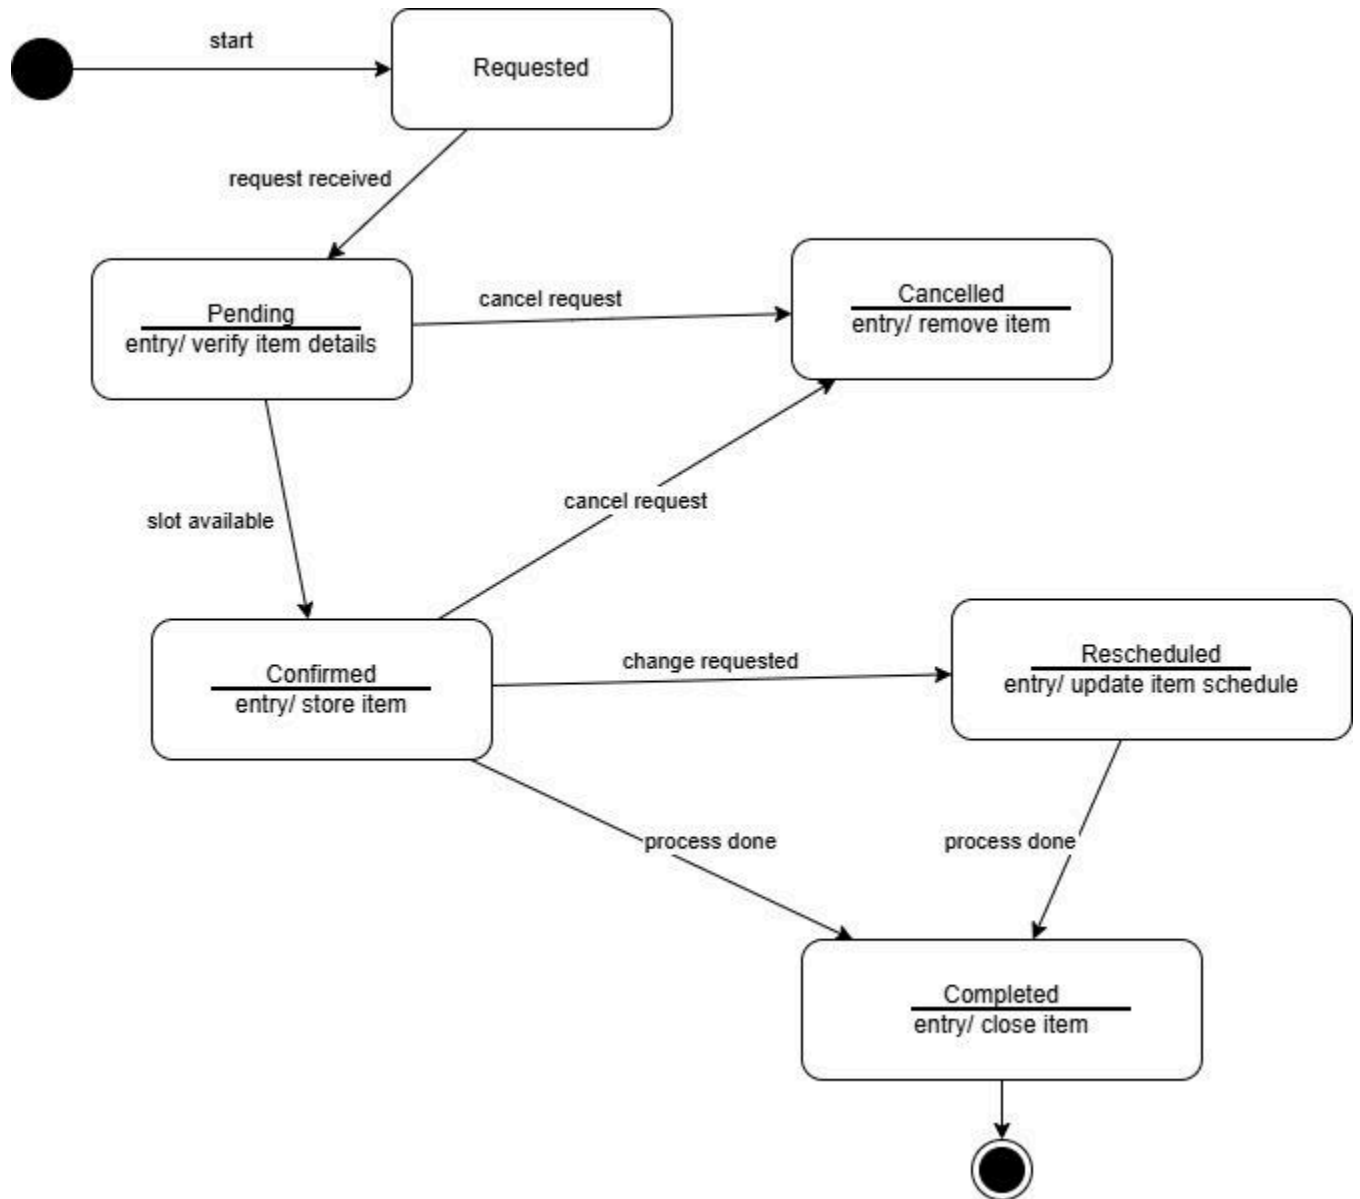 start
Requested
request received
Pending
entry/ verify item details
cancel request
Cancelled
entry/ remove item
cancel request
slot available
Confirmed
entry/ store item
change requested
Rescheduled
entry/ update item schedule
process done
process done
Completed
entry/ close item